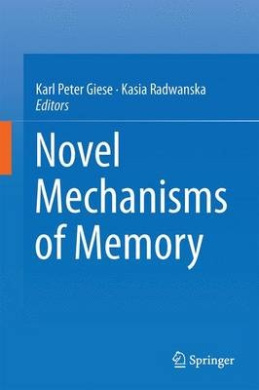 Karl Peter Giese · Kasia Radwanska
Editors
Novel
Mechanisms
of Memory
Springer